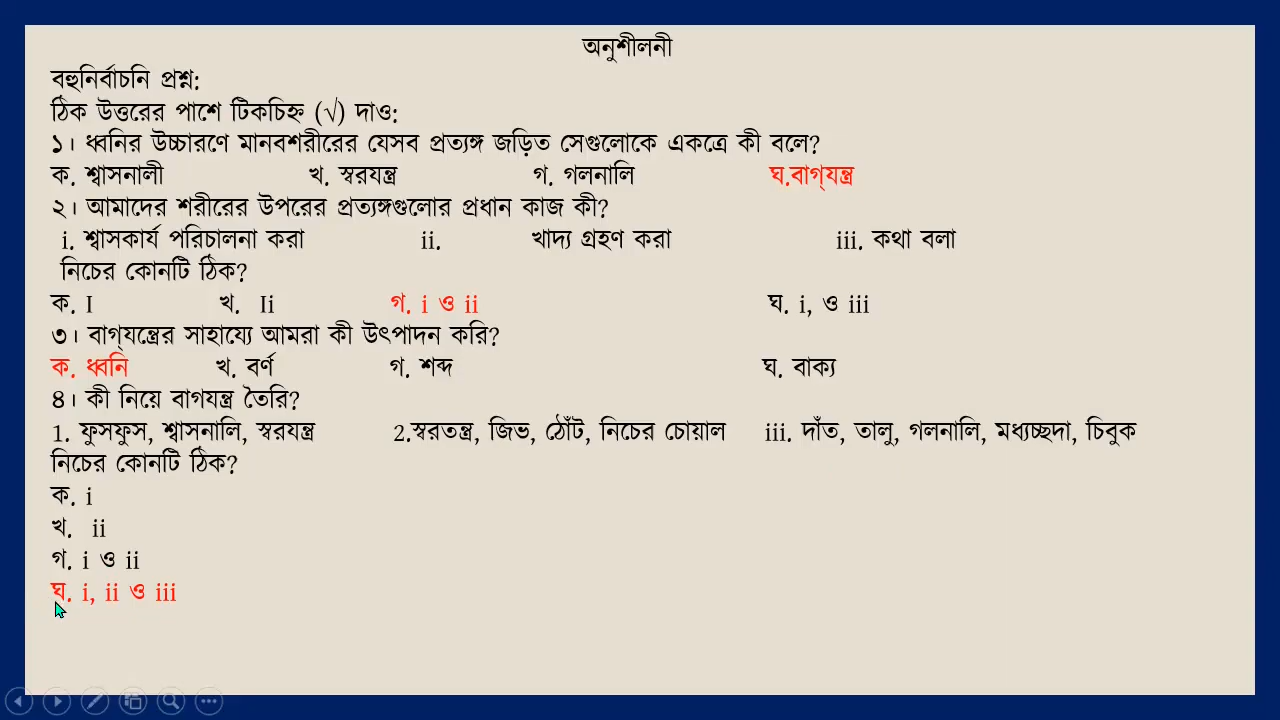 অনুশীলনী
বহুনির্বাচনি প্রশ্ন:
ঠিক উত্তরের পাশে টিকচিহ্ন (√) দাও:
১। ধ্বনির উচ্চারণে মানবশরীরের যেসব প্রত্যঙ্গ জড়িত সেগুলোকে একত্রে কী বলে?
ক. শ্বাসনালী খ. স্বরযন্ত্র গ. গলনালি ঘ.বাগ্‌যন্ত্র
২। আমাদের শরীরের উপরের প্রত্যঙ্গগুলোর প্রধান কাজ কী?
i. শ্বাসকার্য পরিচালনা করা ii. খাদ্য গ্রহণ করা iii. কথা বলা
নিচের কোনটি ঠিক?
ক. I খ. Ii গ. i ও ii ঘ. i, ও iii
৩। বাগ্‌যন্ত্রের সাহায্যে আমরা কী উৎপাদন করি?
ক. ধ্বনি খ. বর্ণ গ. শব্দ ঘ. বাক্য
৪। কী নিয়ে বাগযন্ত্র তৈরি?
1. ফুসফুস, শ্বাসনালি, স্বরযন্ত্র 2.স্বরতন্ত্র, জিভ, ঠোঁট, নিচের চোয়াল iii. দাঁত, তালু, গলনালি, মধ্যচ্ছদা, চিবুক
নিচের কোনটি ঠিক?
ক. i
খ. ii
গ. i ও ii
ঘ. i, ii ও iii